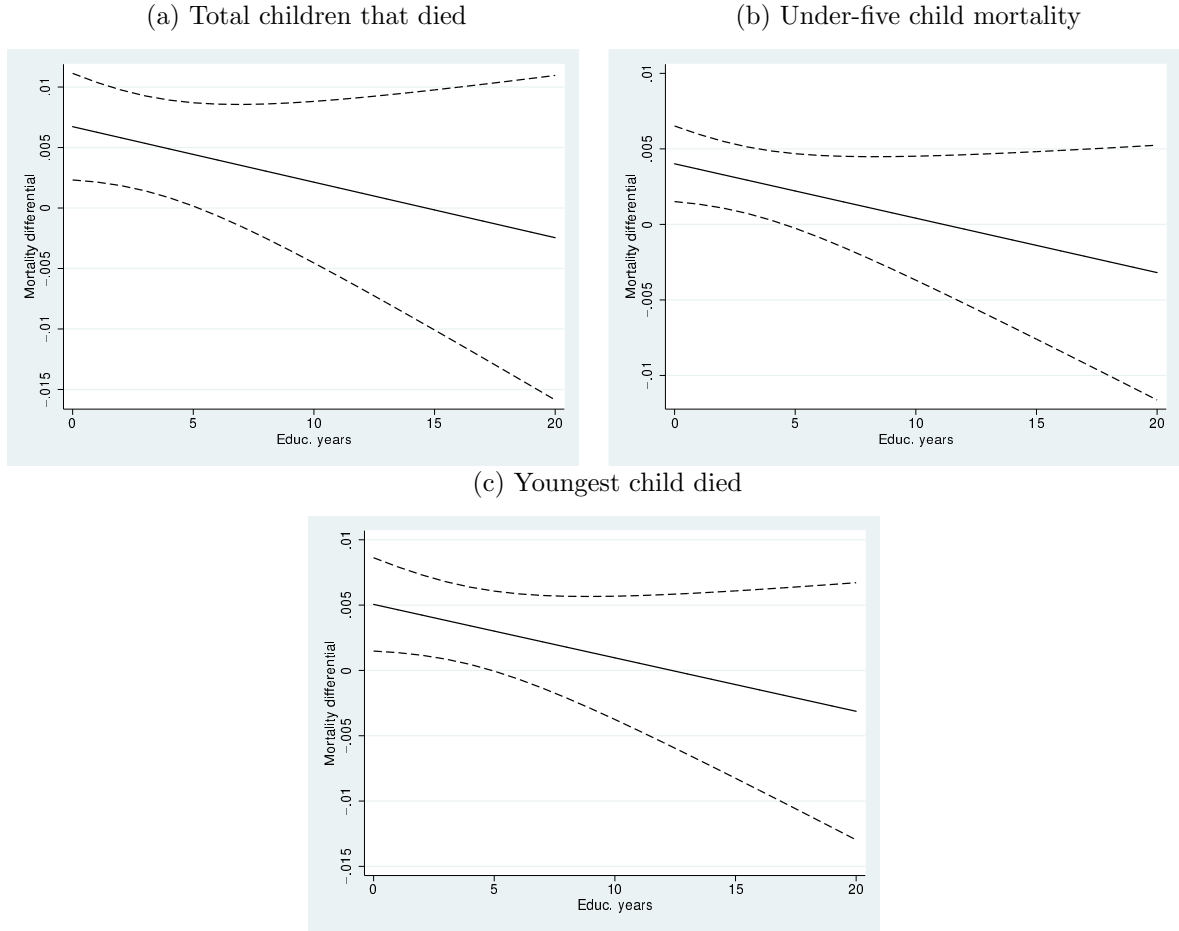 (a) Total children that died
Mortality differential
.01
.005
0
−.005
−.01
−.015
0 5 10 15 20
Educ. years
(b) Under-five child mortality
Mortality differential
.01
.005
0
−.005
−.01
0 5 10 15 20
Educ. years
(c) Youngest child died
Mortality differential
.01
.005
0
−.005
−.01
−.015
0 5 10 15 20
Educ. years